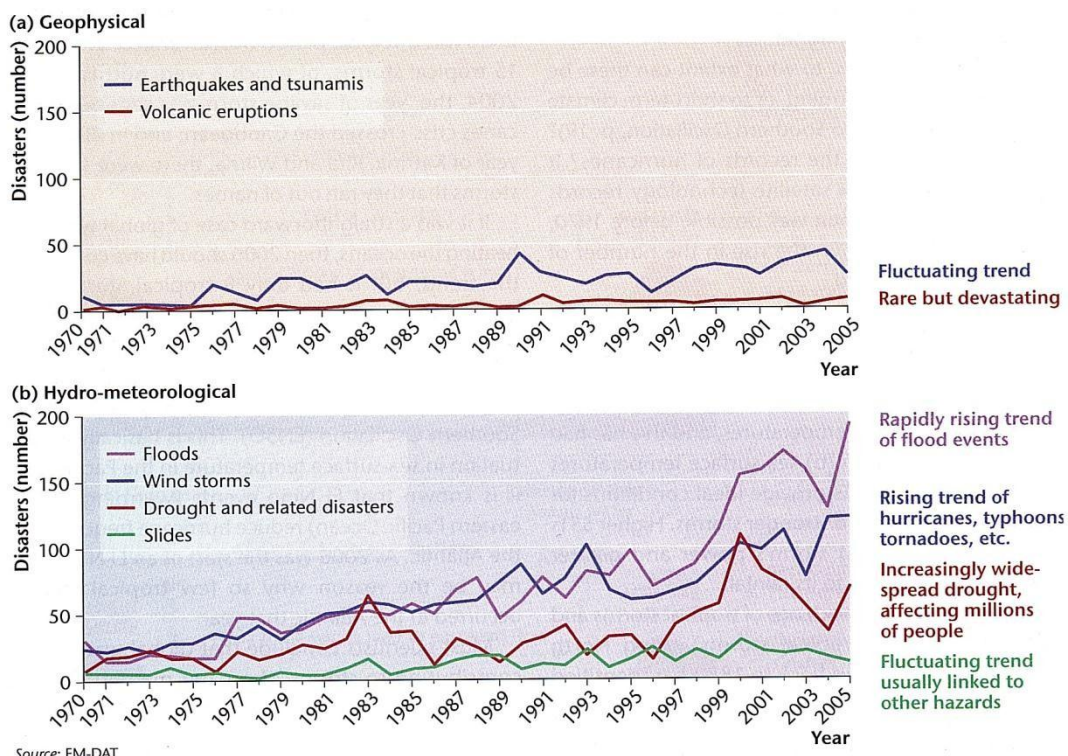 (a) Geophysical
Disasters (number)
200
150
100
50
0
Earthquakes and tsunamis
Volcanic eruptions
Fluctuating trend
Rare but devastating
1970 1971 1973 1975 1977 1979 1981 1983 1985 1987 1989 1991 1993 1995 1997 1999 2001 2003 2005
Year
(b) Hydro-meteorological
Disasters (number)
200
150
100
50
0
Floods
Wind storms
Drought and related disasters
Slides
Rapidly rising trend
of flood events
Rising trend of
hurricanes, typhoons
tornadoes, etc.
Increasingly wide-
spread drought,
affecting millions
of people
Fluctuating trend
usually linked to
other hazards
1970 1971 1973 1975 1977 1979 1981 1983 1985 1987 1989 1991 1993 1995 1997 1999 2001 2003 2005
Year
Source: EM-DAT